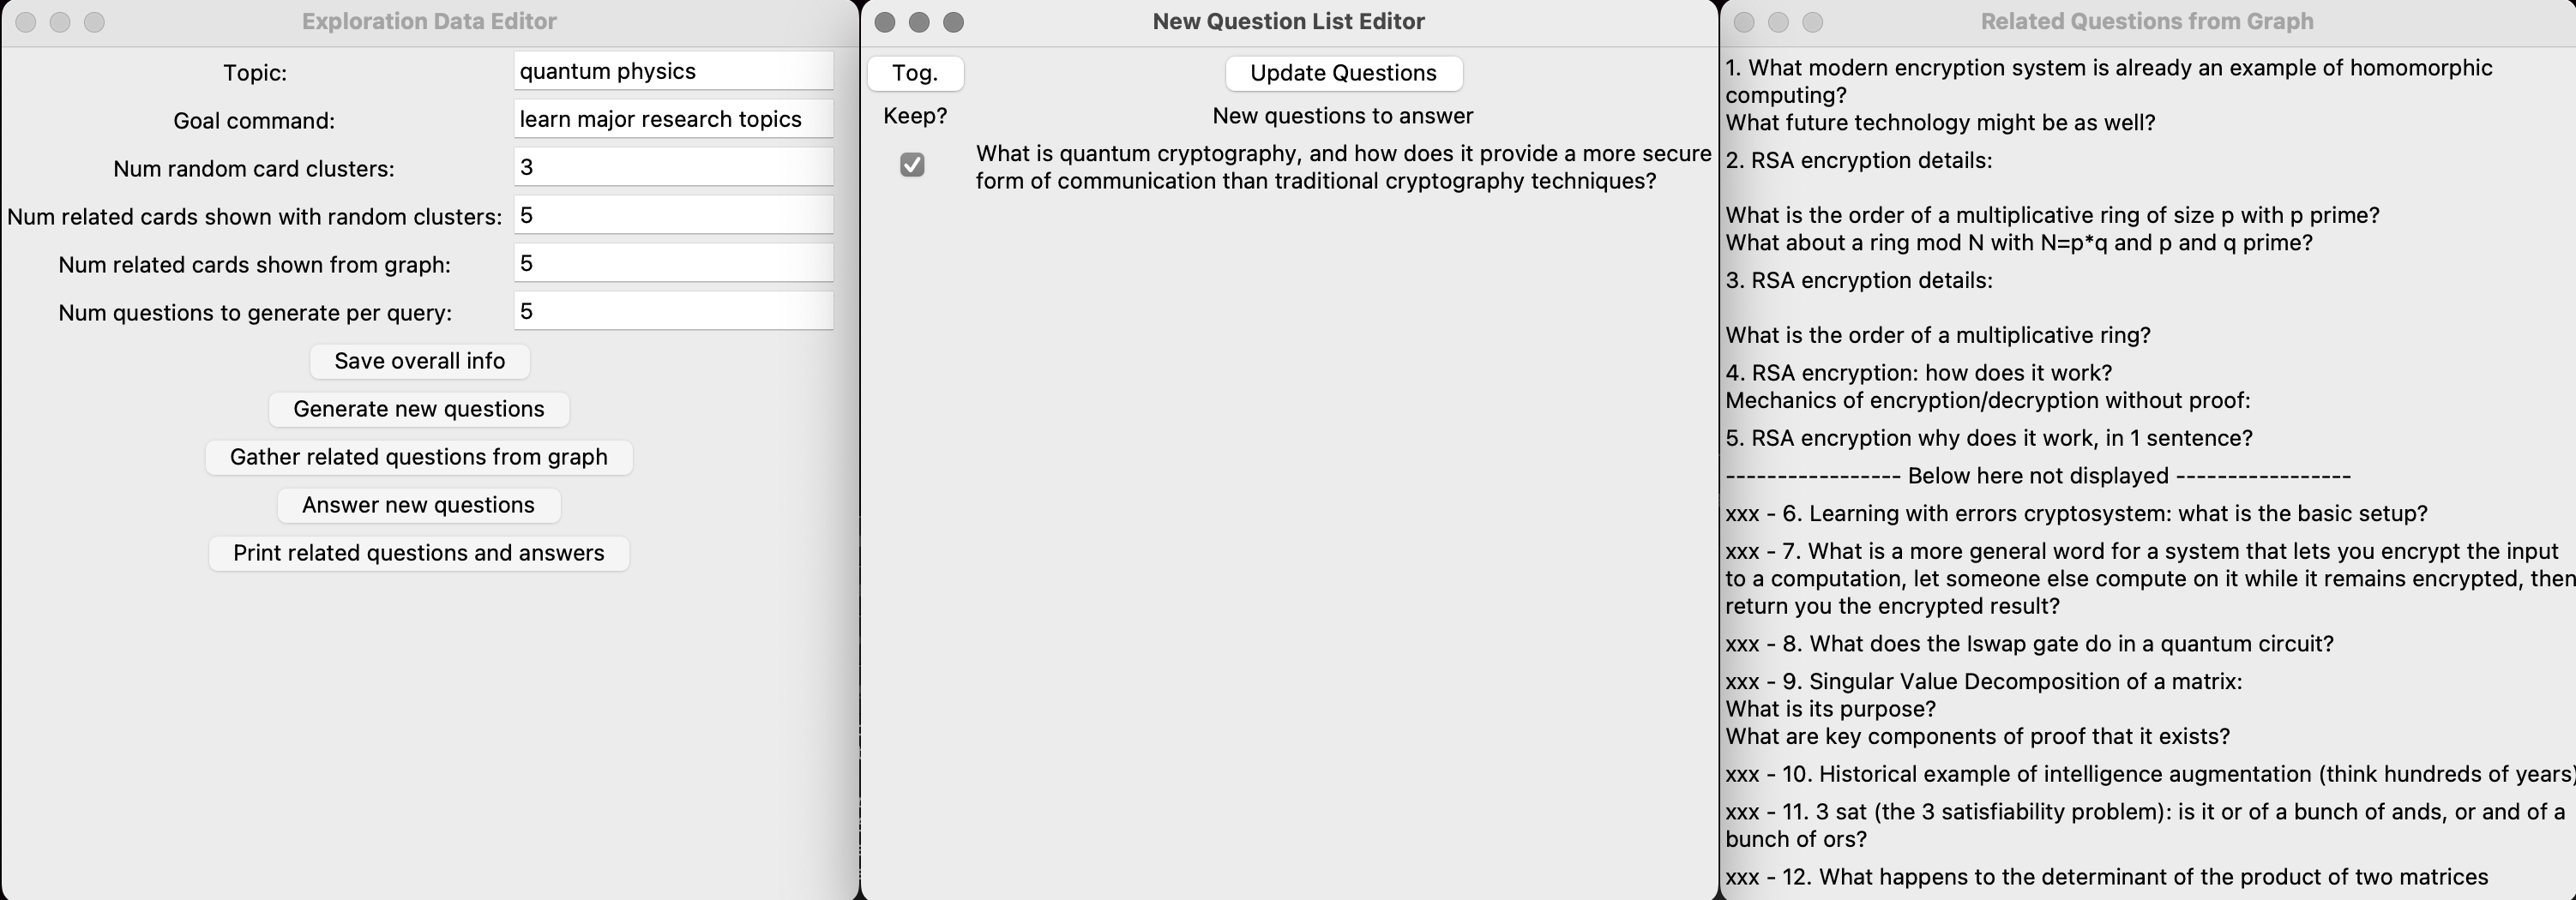 Exploration Data Editor
Topic:
quantum physics
Goal command:
learn major research topics
Num random card clusters:
3
Num related cards shown with random clusters:
5
Num related cards shown from graph:
5
Num questions to generate per query:
5
Save overall info
Generate new questions
Gather related questions from graph
Answer new questions
Print related questions and answers
New Question List Editor
Tog.
Update Questions
Keep?
New questions to answer
What is quantum cryptography, and how does it provide a more secure
form of communication than traditional cryptography techniques?
Related Questions from Graph
1. What modern encryption system is already an example of homomorphic
computing?
What future technology might be as well?
2. RSA encryption details:
What is the order of a multiplicative ring of size p with p prime?
What about a ring mod N with N=p*q and p and q prime?
3. RSA encryption details:
What is the order of a multiplicative ring?
4. RSA encryption: how does it work?
Mechanics of encryption/decryption without proof:
5. RSA encryption why does it work, in 1 sentence?
----------------- Below here not displayed -----------------
xxx - 6. Learning with errors cryptosystem: what is the basic setup?
xxx - 7. What is a more general word for a system that lets you encrypt the input
to a computation, let someone else compute on it while it remains encrypted, then
return you the encrypted result?
xxx - 8. What does the Iswap gate do in a quantum circuit?
xxx - 9. Singular Value Decomposition of a matrix:
What is its purpose?
What are key components of proof that it exists?
xxx - 10. Historical example of intelligence augmentation (think hundreds of years)
xxx - 11. 3 sat (the 3 satisfiability problem): is it or of a bunch of ands, or and of a
bunch of ors?
xxx - 12. What happens to the determinant of the product of two matrices